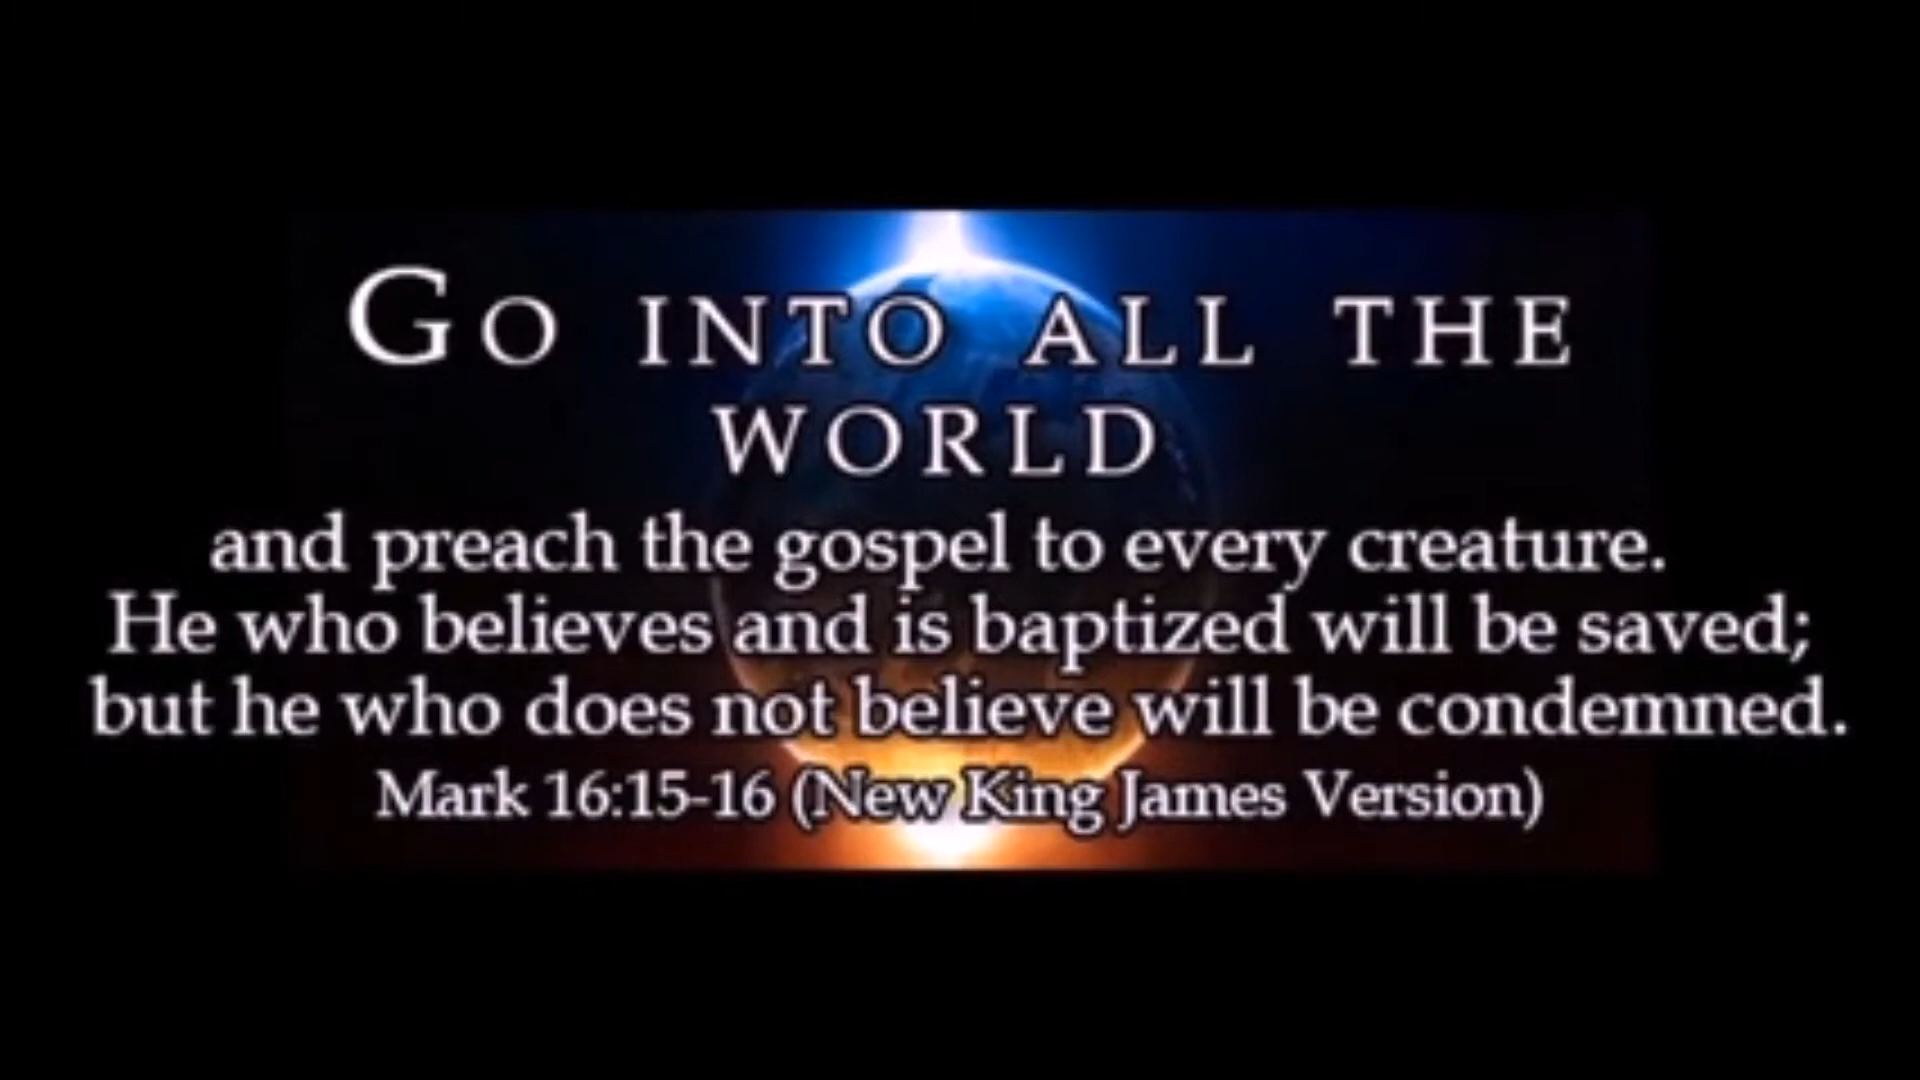 Go into all the
world
and preach the gospel to every creature.
He who believes and is baptized will be saved;
but he who does not believe will be condemned.
Mark 16:15-16 (New King James Version)